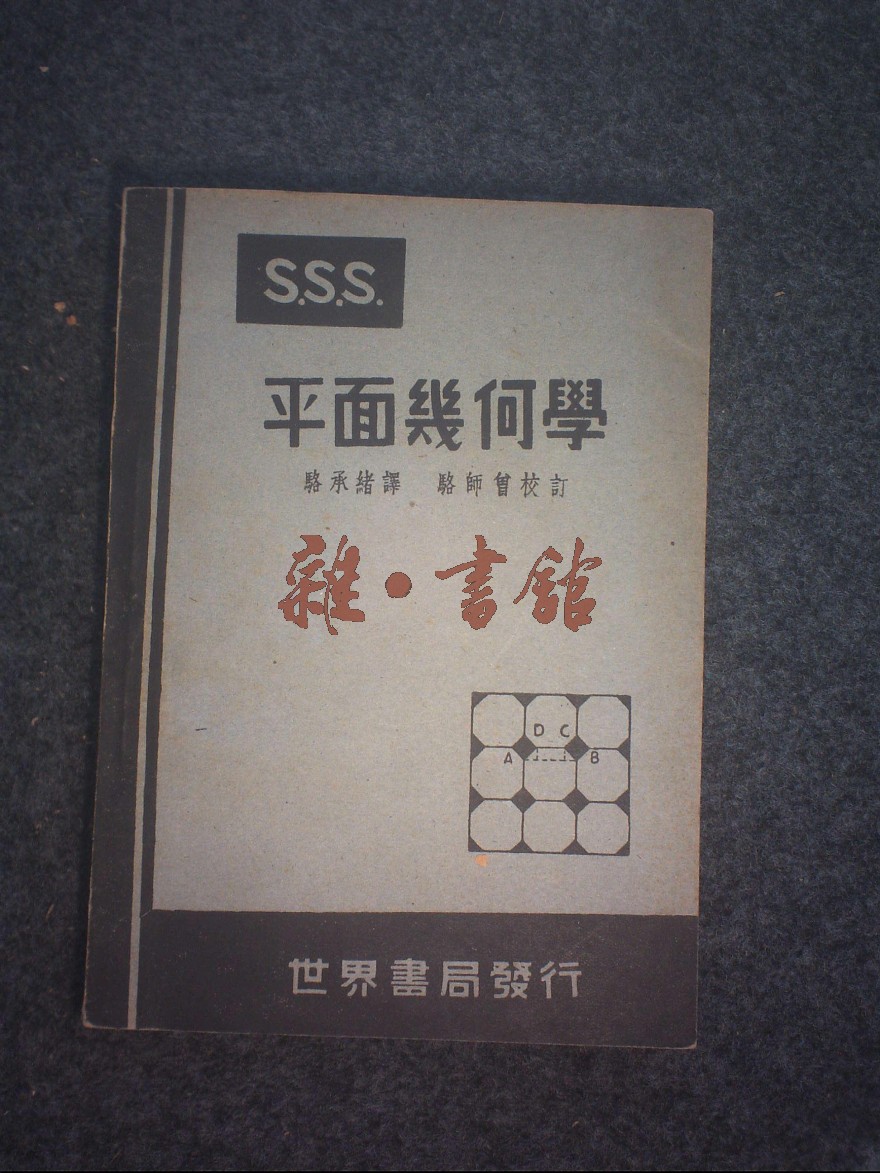 S.S.S.
平面幾何學
駱承緒譯 駱師曾校訂
雜·書館
D C
A B
世界書局發行